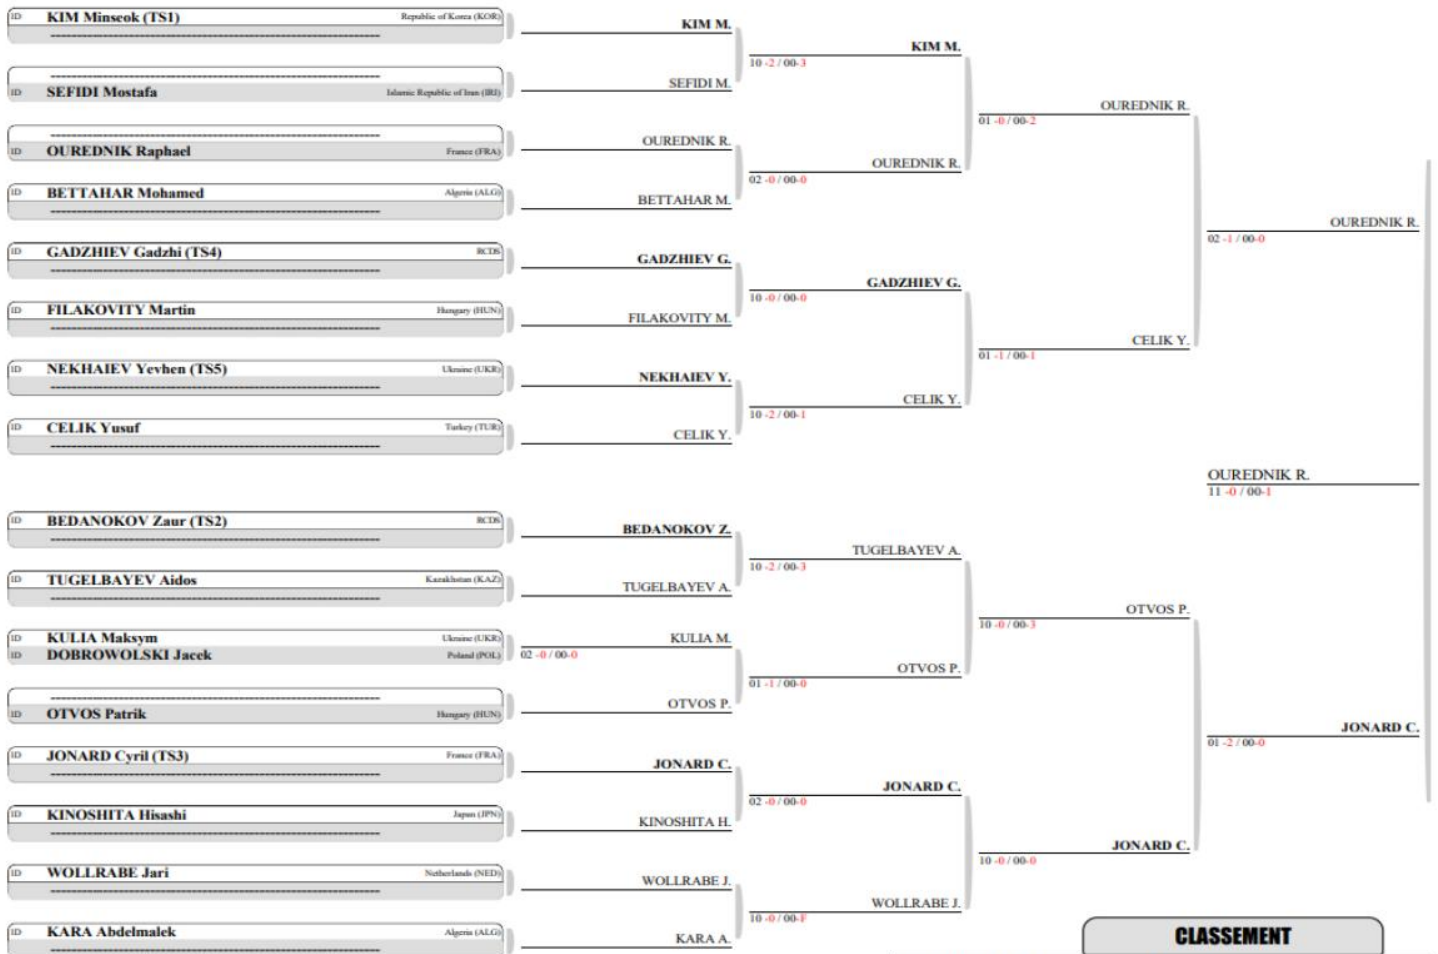 ID KIM Minseok (TS1) Republic of Korea (KOR)
KIM M.
KIM M.
10 -2 / 00-3
ID SEFIDI Mostafa Islamic Republic of Iran (IRI)
SEFIDI M.
OUREDNIK R.
01 -0 / 00-2
ID OUREDNIK Raphael France (FRA)
OUREDNIK R.
OUREDNIK R.
02 -0 / 00-0
ID BETTAHAR Mohamed Algeria (ALG)
BETTAHAR M.
OUREDNIK R.
02 -1 / 00-0
ID GADZHIEV Gadzhi (TS4) RCDS
GADZHIEV G.
GADZHIEV G.
10 -0 / 00-0
ID FILAKOVITY Martin Hungary (HUN)
FILAKOVITY M.
CELIK Y.
01 -1 / 00-1
ID NEKHAIEV Yevhen (TS5) Ukraine (UKR)
NEKHAIEV Y.
CELIK Y.
10 -2 / 00-1
ID CELIK Yusuf Turkey (TUR)
CELIK Y.
OUREDNIK R.
11 -0 / 00-1
ID BEDANOKOV Zaur (TS2) RCDS
BEDANOKOV Z.
TUGELBAYEV A.
10 -2 / 00-3
ID TUGELBAYEV Aidos Kazakhstan (KAZ)
TUGELBAYEV A.
OTVOS P.
10 -0 / 00-3
ID KULIA Maksym Ukraine (UKR)
KULIA M.
ID DOBROWOLSKI Jacek Poland (POL)
02 -0 / 00-0
OTVOS P.
01 -1 / 00-0
ID OTVOS Patrik Hungary (HUN)
OTVOS P.
JONARD C.
01 -2 / 00-0
ID JONARD Cyril (TS3) France (FRA)
JONARD C.
JONARD C.
02 -0 / 00-0
ID KINOSHITA Hisashi Japan (JPN)
KINOSHITA H.
JONARD C.
10 -0 / 00-0
ID WOLLRABE Jari Netherlands (NED)
WOLLRABE J.
WOLLRABE J.
10 -0 / 00-F
ID KARA Abdelmalek Algeria (ALG)
KARA A.
CLASSEMENT